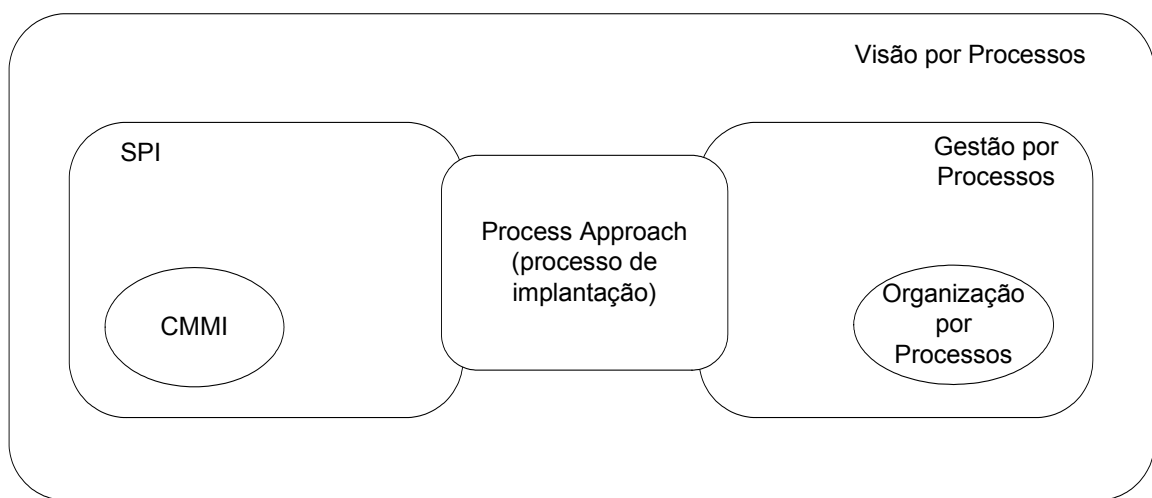 Visão por Processos
SPI
CMMI
Process Approach
(processo de
implantação)
Gestão por
Processos
Organização
por
Processos